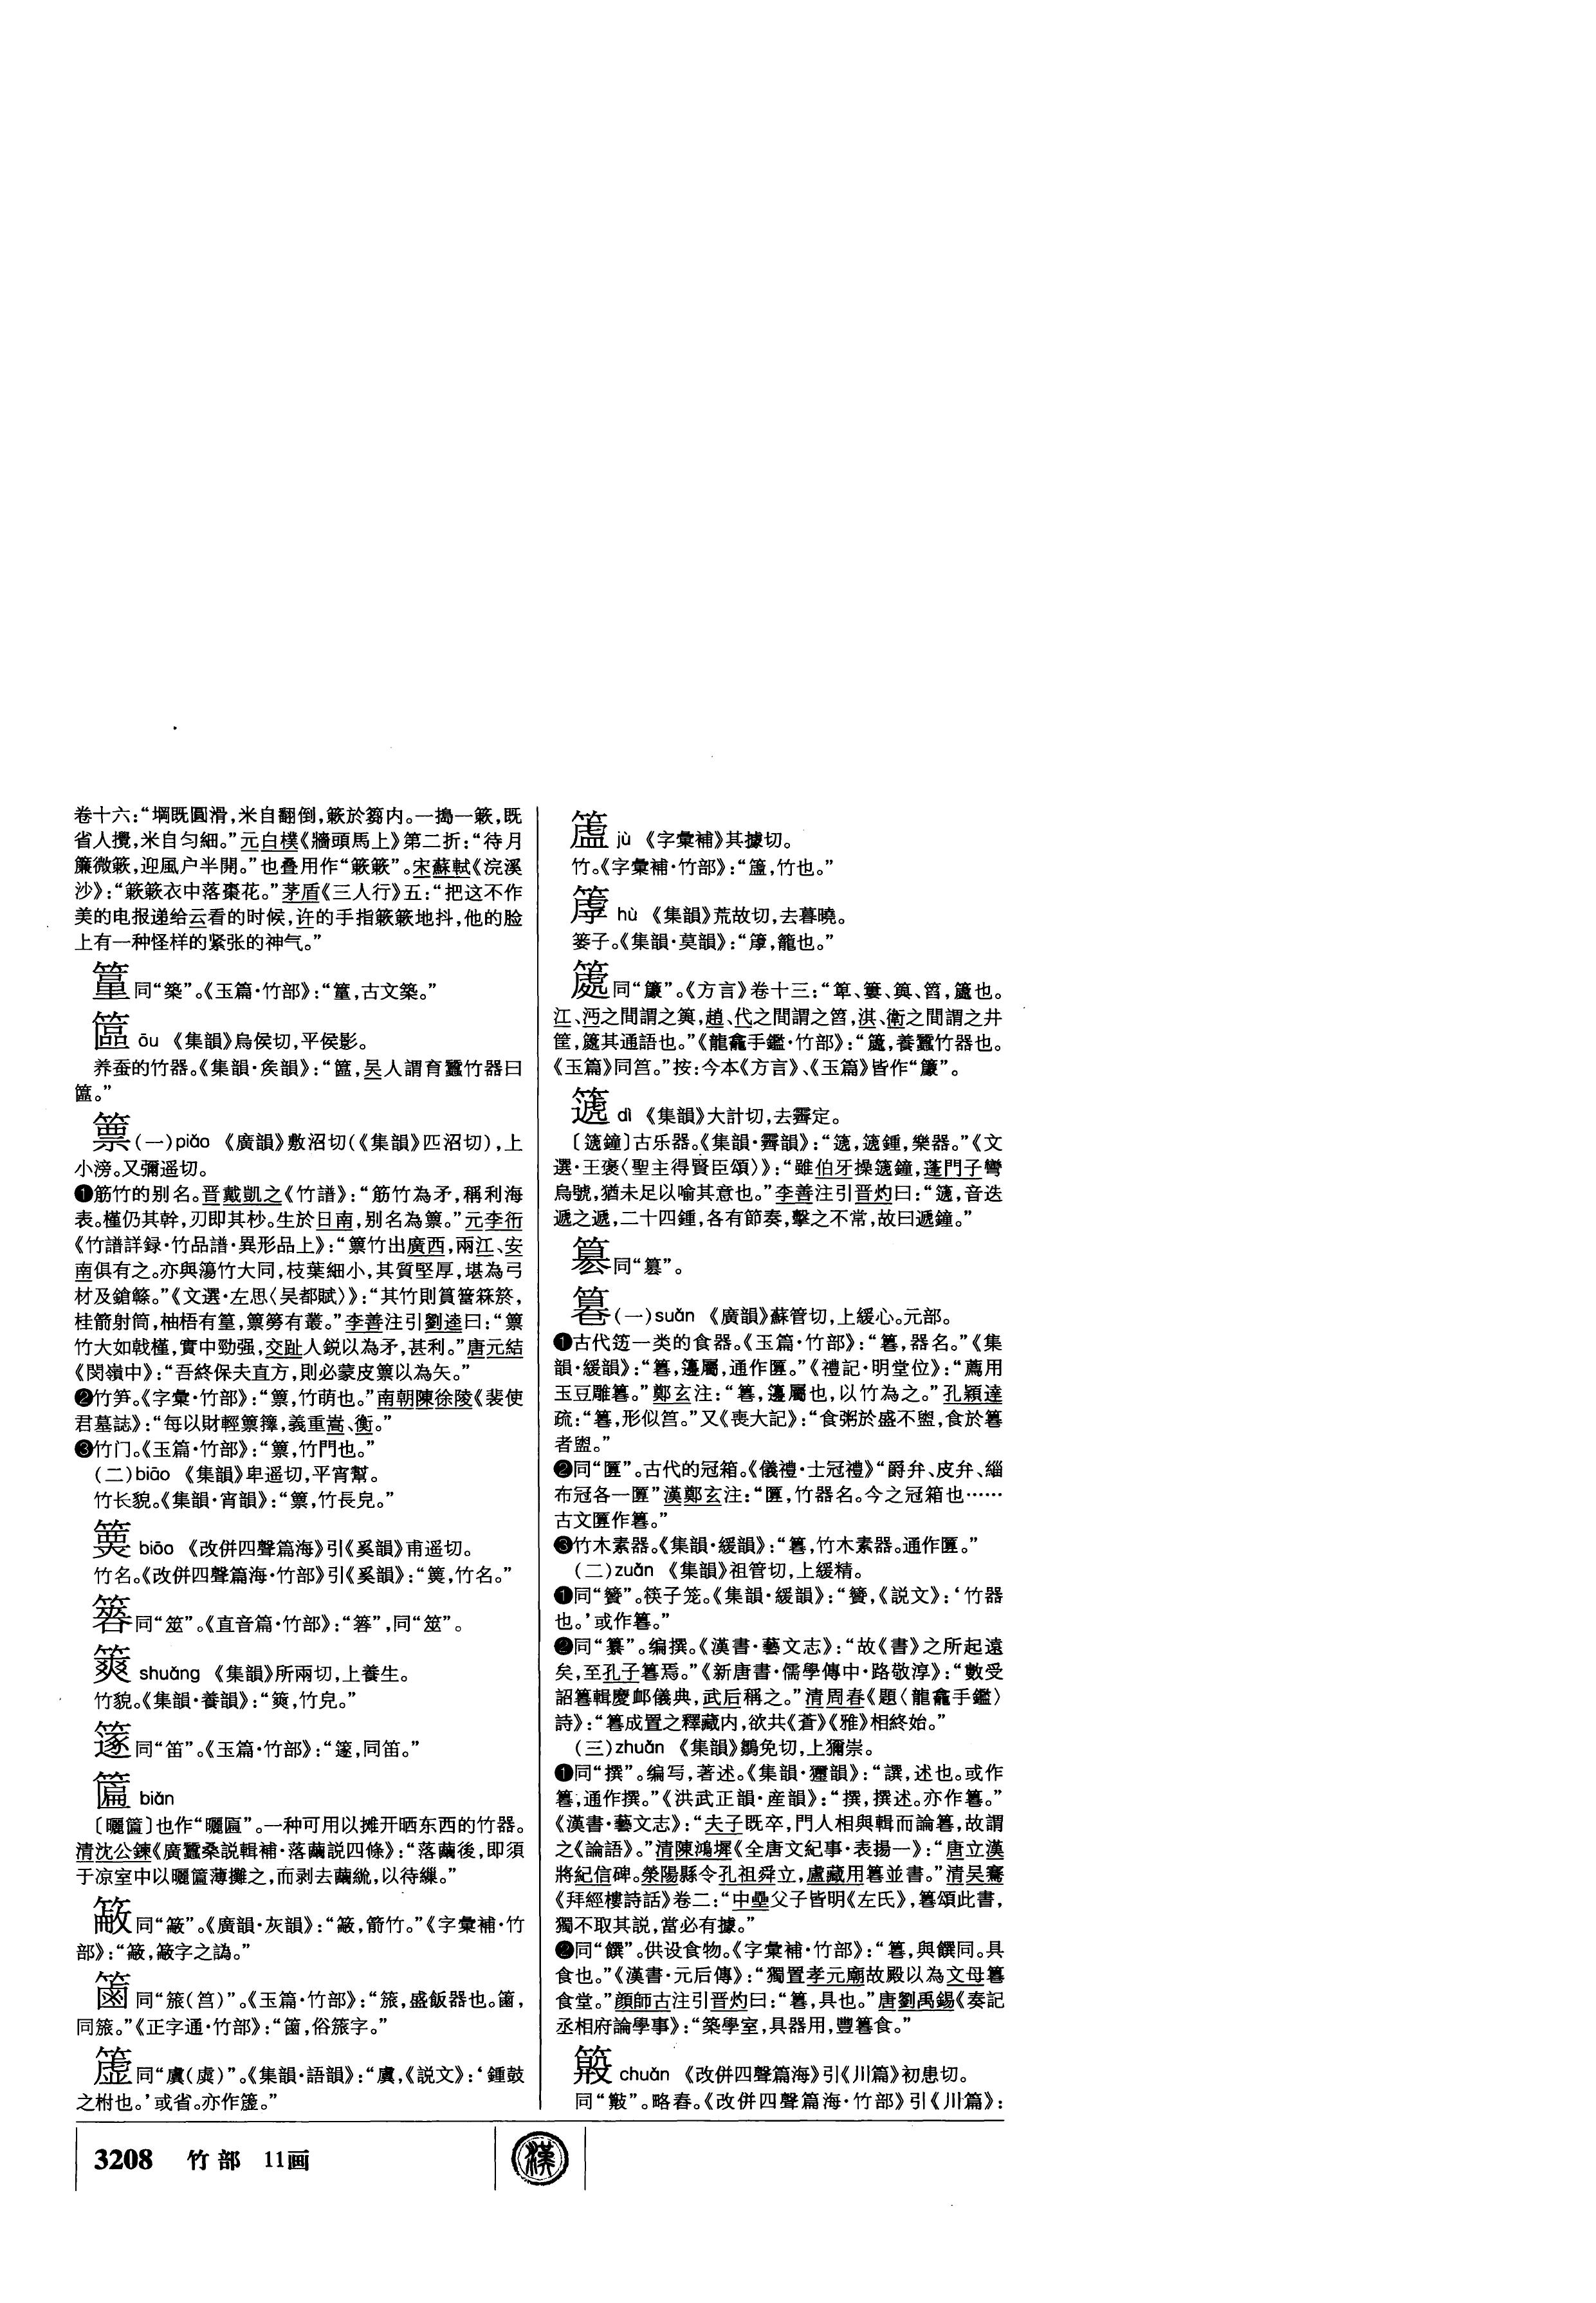 卷十六：“堈既圓滑，米自翻倒，簌於篘内。一搗一簌，既
省人攪，米自匀細。”元白樸《牆頭馬上》第二折：“待月
簾微簌，迎風户半開。”也叠用作“簌簌”。宋蘇軾《浣溪
沙》：“簌簌衣中落棗花。”茅盾《三人行》五：“把这不作
美的电报递给云看的时候，许的手指簌簌地抖，他的脸
上有一种怪样的紧张的神气。”
同“築”。《玉篇·竹部》：“，古文築。”
䉱 ōu 《集韻》烏侯切，平侯影。
养蚕的竹器。《集韻·矦韻》：“䉱，吴人謂育蠶竹器曰
䉱。”
篻（一）piǎo 《廣韻》敷沼切（《集韻》匹沼切），上
小滂。又彌遥切。
❶筋竹的别名。晋戴凱之《竹譜》：“筋竹為矛，稱利海
表。槿仍其幹，刃即其杪。生於日南，别名為篻。”元李衎
《竹譜詳録·竹品譜·異形品上》：“篻竹出廣西，兩江、安
南俱有之。亦與簜竹大同，枝葉細小，其質堅厚，堪為弓
材及鎗簳。”《文選·左思〈吴都賦〉》：“其竹則篔簹箖箊，
桂箭射筒，柚梧有篁，篻簩有叢。”李善注引劉逵曰：“篻
竹大如戟槿，實中勁强，交趾人鋭以為矛，甚利。”唐元結
《閔嶺中》：“吾終保夫直方，則必蒙皮篻以為矢。”
❷竹笋。《字彙·竹部》：“篻，竹萌也。”南朝陳徐陵《裴使
君墓誌》：“每以財輕篻籜，義重嵩、衡。”
❸竹门。《玉篇·竹部》：“篻，竹門也。”
（二）biāo 《集韻》卑遥切，平宵幫。
竹长貌。《集韻·宵韻》：“篻，竹長皃。”
biāo 《改併四聲篇海》引《奚韻》甫遥切。
竹名。《改併四聲篇海·竹部》引《奚韻》：“，竹名。”
同“筮”。《直音篇·竹部》：“”，同“筮”。
䉶 shuǎng 《集韻》所兩切，上養生。
竹貌。《集韻·養韻》：“䉶，竹皃。”
篴同“笛”。《玉篇·竹部》：“篴，同笛。”
biǎn
〔曬〕也作“曬匾”。一种可用以摊开晒东西的竹器。
清沈公鍊《廣蠶桑説輯補·落繭説四條》：“落繭後，即須
于凉室中以曬薄攤之，而剥去繭繞，以待繅。”
同“”。《廣韻·灰韻》：“，箭竹。”《字彙補·竹
部》：“，字之譌。”
同“䉛（筥）”。《玉篇·竹部》：“䉛，盛飯器也。，
同䉛。”《正字通·竹部》：“，俗䉛字。”
同“虡（虡）”。《集韻·語韻》：“虡，《説文》：‘鍾鼓
之柎也。’或省。亦作。”
jù 《字彙補》其據切。
竹。《字彙補·竹部》：“，竹也。”
hù 《集韻》荒故切，去暮曉。
篓子。《集韻·莫韻》：“，籠也。”
同“籚”。《方言》卷十三：“箄、簍、籅、筥，也。
江、沔之間謂之籅，趙、代之間謂之筥，淇、衛之間謂之井
筐，其通語也。”《龍龕手鑑·竹部》：“，養蠶竹器也。
《玉篇》同筥。”按：今本《方言》、《玉篇》皆作“”。
dì 《集韻》大計切，去霽定。
〔鐘〕古乐器。《集韻·霽韻》：“，鍾，樂器。”《文
選·王褒〈聖主得賢臣頌〉》：“雖伯牙操鐘，蓬門子彎
烏號，猶未足以喻其意也。”李善注引晋灼曰：“，音迭
遞之遞，二十四鍾，各有節奏，擊之不常，故曰遞鐘。”
同“篡”。
篹（一）suǎn 《廣韻》蘇管切，上緩心。元部。
❶古代笾一类的食器。《玉篇·竹部》：“篹，器名。”《集
韻·緩韻》：“篹，籩屬，通作匴。”《禮記·明堂位》：“薦用
玉豆雕篹。”鄭玄注：“篹，籩屬也，以竹為之。”孔穎達
疏：“篹，形似筥。”又《喪大記》：“食粥於盛不盥，食於篹
者盥。”
❷同“匴”。古代的冠箱。《儀禮·士冠禮》“爵弁、皮弁、緇
布冠各一匴”漢鄭玄注：“匴，竹器名。今之冠箱也……
古文匴作篹。”
❸竹木素器。《集韻·緩韻》：“篹，竹木素器。通作匴。”
（二）zuǎn 《集韻》祖管切，上緩精。
❶同“籫”。筷子笼。《集韻·緩韻》：“籫，《説文》：‘竹器
也。’或作篹。”
❷同“纂”。编撰。《漢書·藝文志》：“故《書》之所起遠
矣，至孔子篹焉。”《新唐書·儒學傳中·路敬淳》：“數受
詔篹輯慶卹儀典，武后稱之。”清周春《題〈龍龕手鑑〉
詩》：“篹成置之釋藏内，欲共《蒼》《雅》相終始。”
（三）zhuǎn 《集韻》鶵免切，上獮崇。
❶同“撰”。编写，著述。《集韻·獮韻》：“譔，述也。或作
篹，通作撰。”《洪武正韻·産韻》：“撰，撰述。亦作篹。”
《漢書·藝文志》：“夫子既卒，門人相與輯而論篹，故謂
之《論語》。”清陳鴻墀《全唐文紀事·表揚一》：“唐立漢
將紀信碑。滎陽縣令孔祖舜立，盧藏用篹並書。”清吴騫
《拜經樓詩話》卷二：“中壘父子皆明《左氏》，篹頌此書，
獨不取其説，當必有據。”
❷同“饌”。供设食物。《字彙補·竹部》：“篹，與饌同。具
食也。”《漢書·元后傳》：“獨置孝元廟故殿以為文母篹
食堂。”顔師古注引晋灼曰：“篹，具也。”唐劉禹錫《奏記
丞相府論學事》：“築學室，具器用，豐篹食。”
chuǎn 《改併四聲篇海》引《川篇》初患切。
同“”。略舂。《改併四聲篇海·竹部》引《川篇》：
3208 竹部 11画
漢